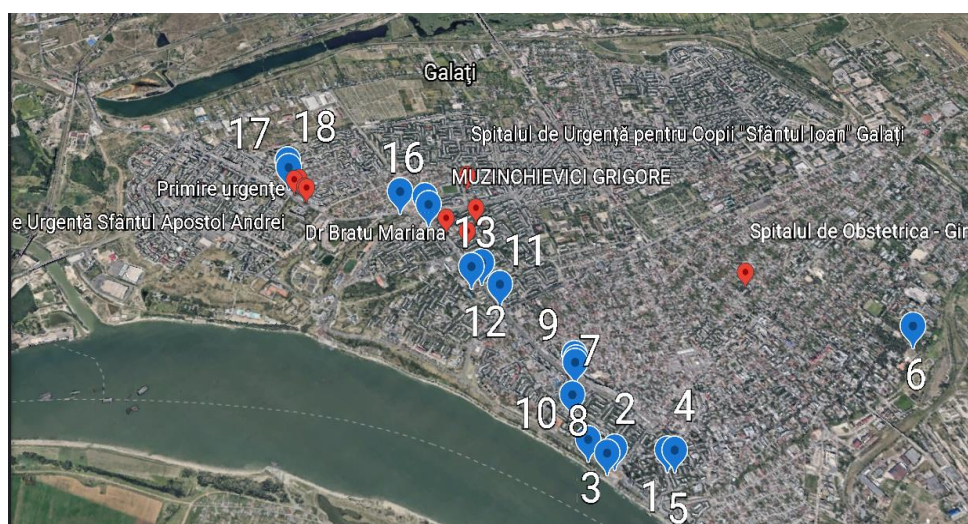 Galați
17
18
Spitalul de Urgență pentru Copii "Sfântul Ioan" Galați
16
MUZINCHIEVICI GRIGORE
Primire urgențe
e Urgență Sfântul Apostol Andrei
Dr Bratu Mariana
13
Spitalul de Obstetrica - Gin
11
12
9
7
6
10
8
2
4
3
1
5